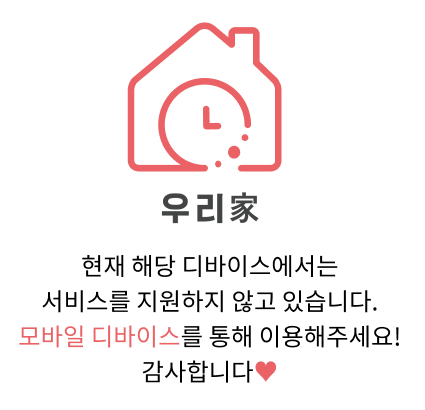 우리家
현재 해당 디바이스에서는
서비스를 지원하지 않고 있습니다.
모바일 디바이스를 통해 이용해주세요!
감사합니다♥